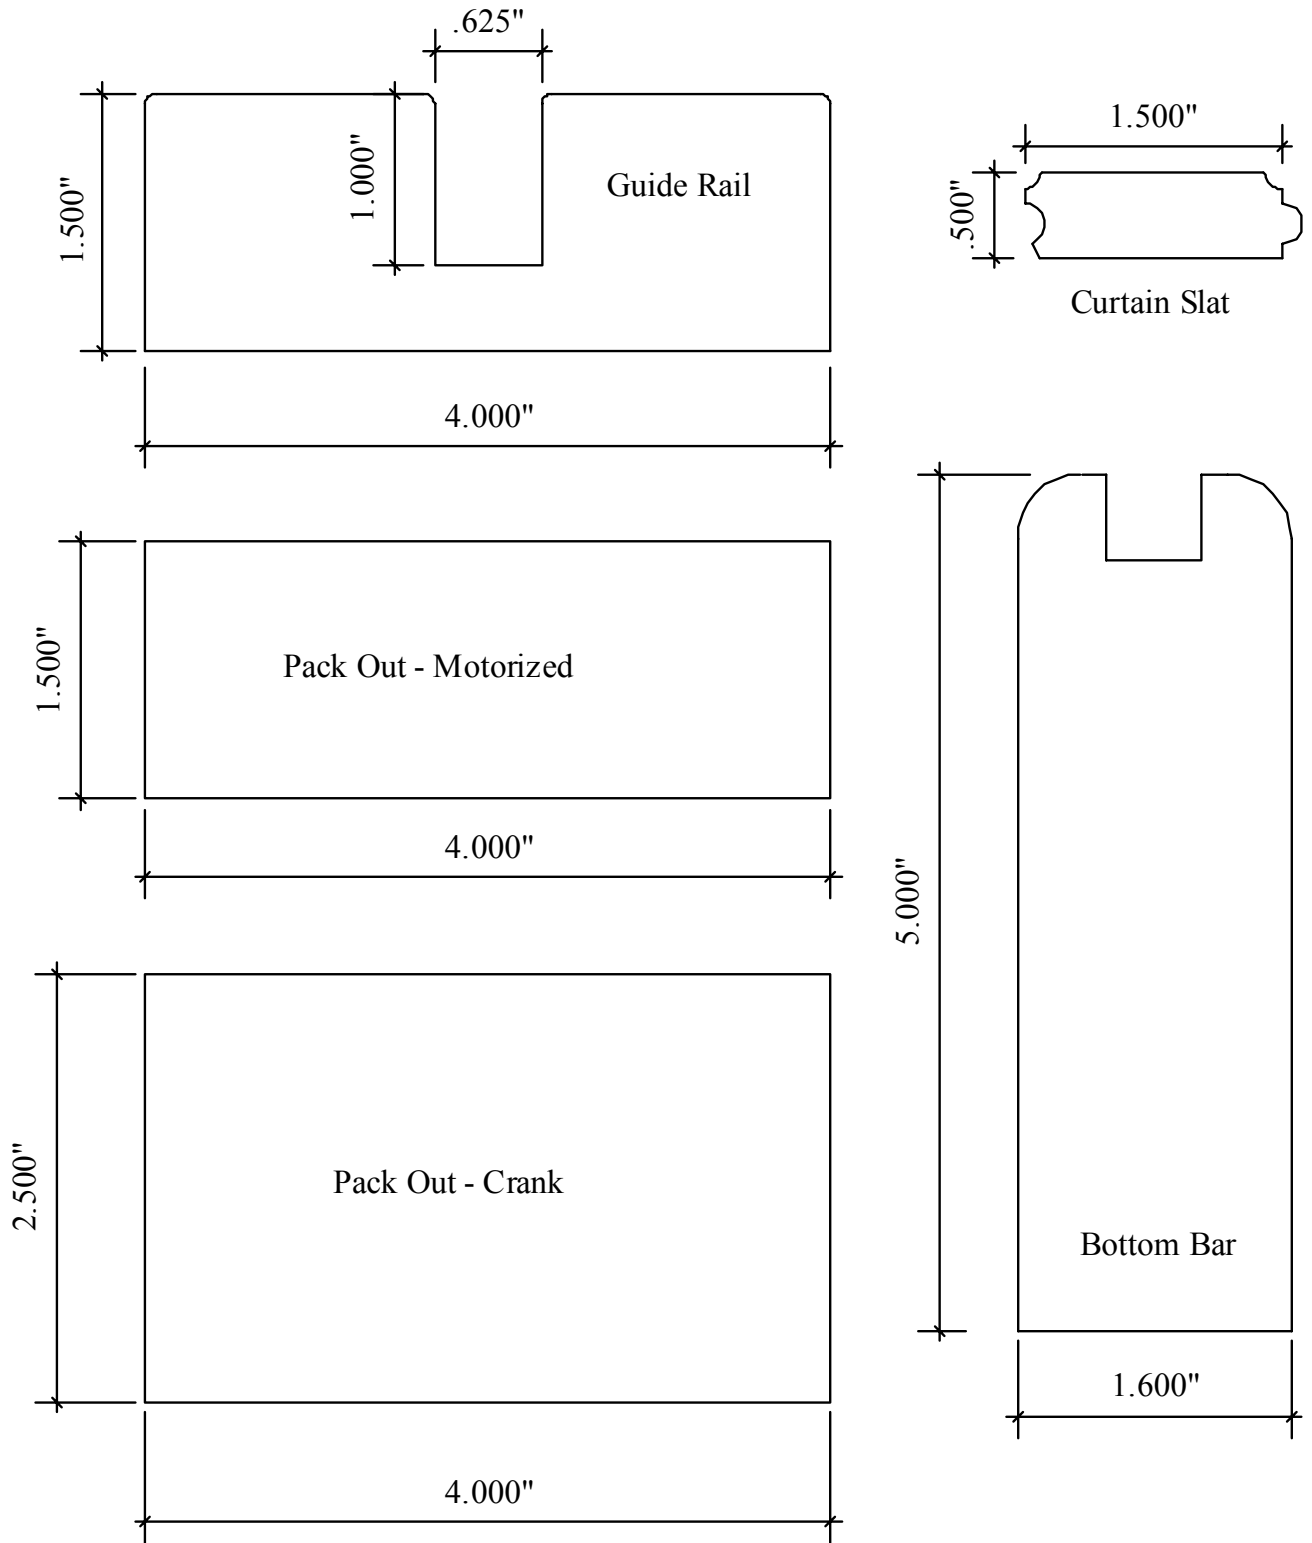 .625"
1.500"
1.000"
Guide Rail
4.000"
1.500"
.500"
Curtain Slat
1.500"
Pack Out - Motorized
4.000"
2.500"
Pack Out - Crank
4.000"
5.000"
Bottom Bar
1.600"